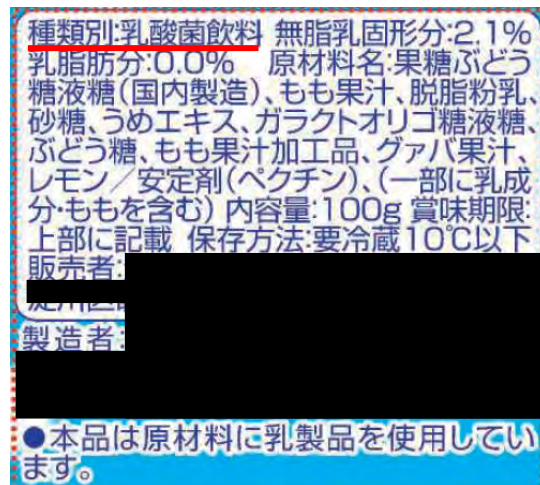 種類別:乳酸菌飲料 無脂乳固形分:2.1%
乳脂肪分:0.0% 原材料名:果糖ぶどう
糖液糖(国内製造)、もも果汁、脱脂粉乳、
砂糖、うめエキス、ガラクトオリゴ糖液糖、
ぶどう糖、もも果汁加工品、グァバ果汁、
レモン/安定剤(ペクチン)、(一部に乳成
分・ももを含む) 内容量:100g 賞味期限:
上部に記載 保存方法:要冷蔵10℃以下
販売者:
製造者:
●本品は原材料に乳製品を使用してい
ます。